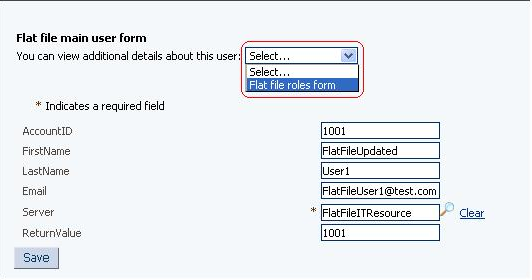 Flat file main user form
You can view additional details about this user: Select...
Select...
Flat file roles form
* Indicates a required field
AccountID 1001
FirstName FlatFileUpdated
LastName User1
Email FlatFileUser1@test.com
Server * FlatFileITResource Clear
ReturnValue 1001
Save